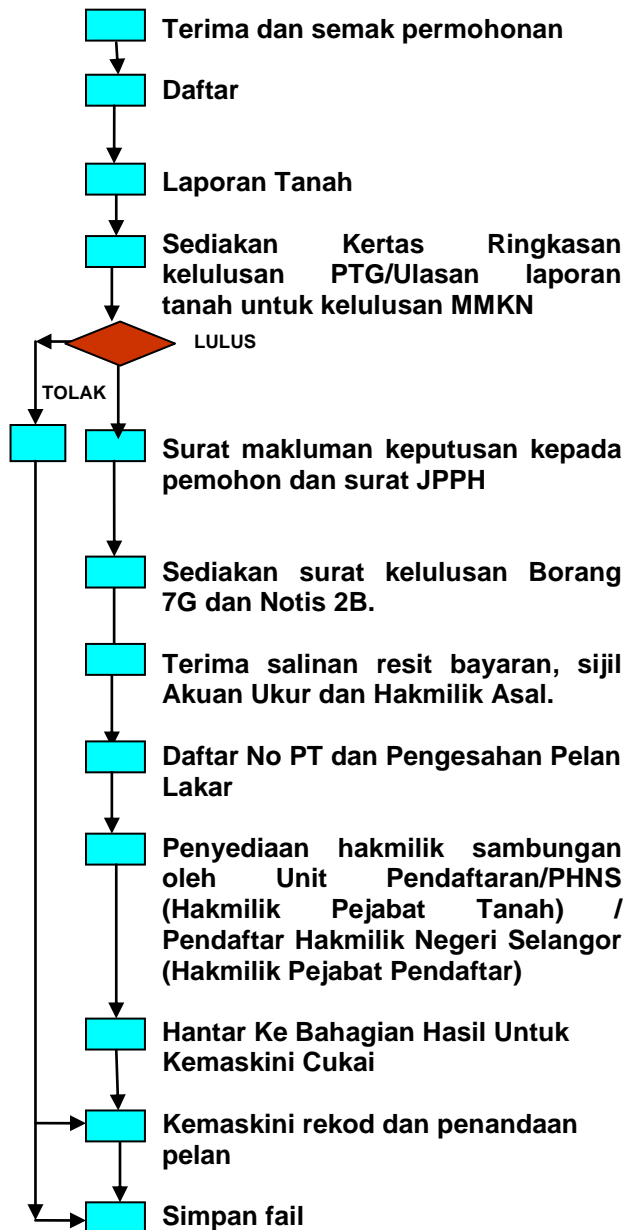 Terima dan semak permohonan
Daftar
Laporan Tanah
Sediakan Kertas Ringkasan
kelulusan PTG/Ulasan laporan
tanah untuk kelulusan MMKN
LULUS
TOLAK
Surat makluman keputusan kepada
pemohon dan surat JPPH
Sediakan surat kelulusan Borang
7G dan Notis 2B.
Terima salinan resit bayaran, sijil
Akuan Ukur dan Hakmilik Asal.
Daftar No PT dan Pengesahan Pelan
Lakar
Penyediaan hakmilik sambungan
oleh Unit Pendaftaran/PHNS
(Hakmilik Pejabat Tanah) /
Pendaftar Hakmilik Negeri Selangor
(Hakmilik Pejabat Pendaftar)
Hantar Ke Bahagian Hasil Untuk
Kemaskini Cukai
Kemaskini rekod dan penandaan
pelan
Simpan fail